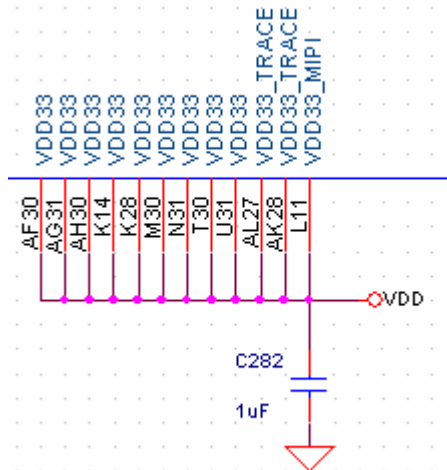 VDD33
VDD33
VDD33
VDD33
VDD33
VDD33
VDD33
VDD33
VDD33
VDD33_TRACE
VDD33_TRACE
VDD33_MIPI
AF30
AG31
AH30
K14
K28
M30
N31
T30
U31
AL27
AK28
L11
VDD
C282
1uF